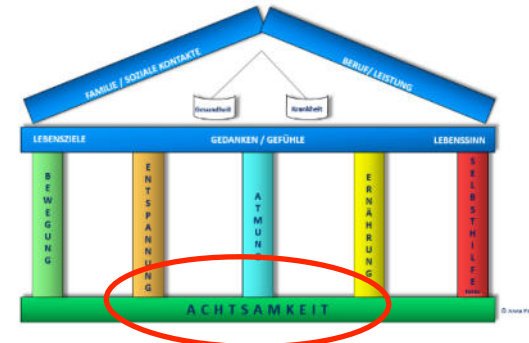 FAMILIE / SOZIALE KONTAKTE
BERUF/ LEISTUNG
Gesundheit
Krankheit
LEBENSZIELE
GEDANKEN / GEFÜHLE
LEBENSSINN
BEWEGUNG
ENTSPANNUNG
ATMUNG
ERNÄHRUNG
SELBSTHILFE
ACHTSAMKEIT
©